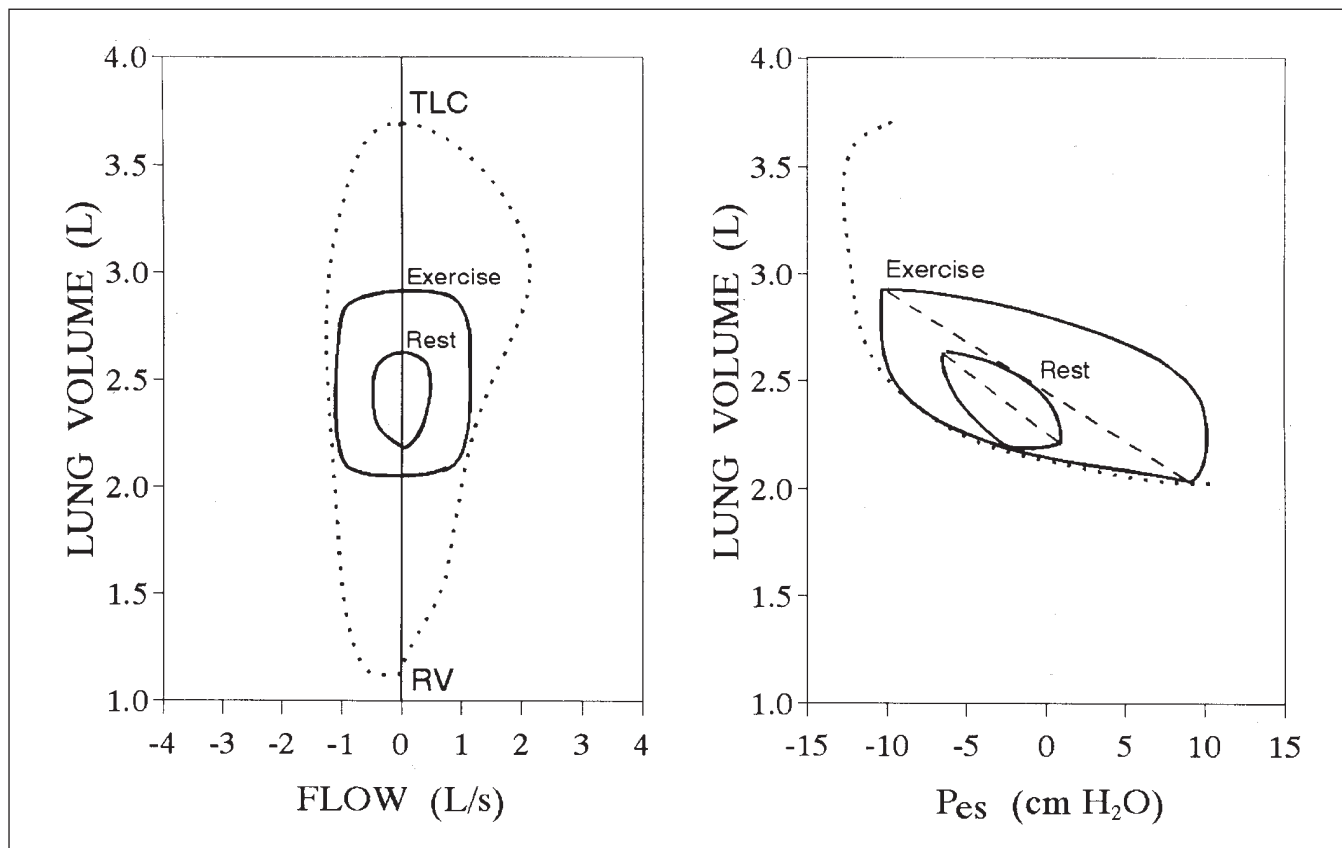 LUNG VOLUME (L)
4.0
3.5
3.0
2.5
2.0
1.5
1.0
TLC
Exercise
Rest
RV
-4 -3 -2 -1 0 1 2 3 4
FLOW (L/s)
LUNG VOLUME (L)
4.0
3.5
3.0
2.5
2.0
1.5
1.0
Exercise
Rest
-15 -10 -5 0 5 10 15
Pes (cm H₂O)